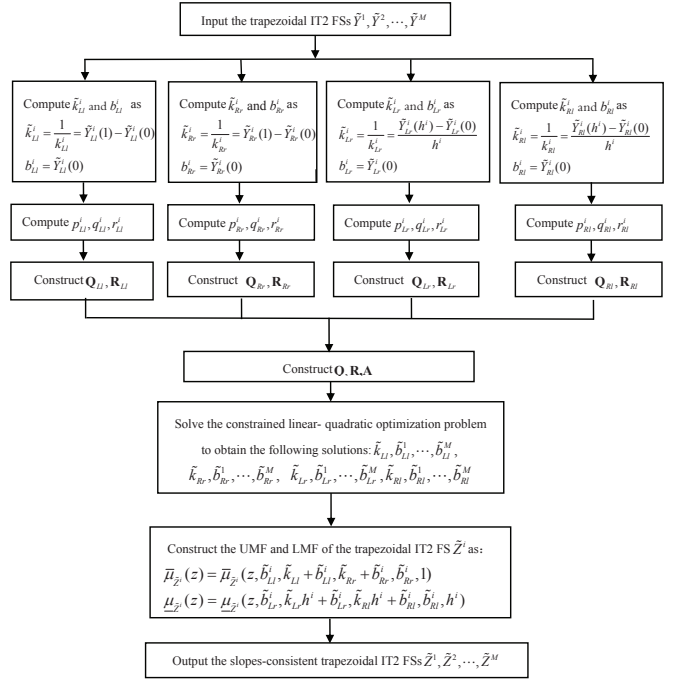 Input the trapezoidal IT2 FSs Ỹ¹, Ỹ², ⋯, Ỹᴹ
Compute k̃ⁱ_Ll and bⁱ_Ll as
k̃ⁱ_Ll = 1/kⁱ_Ll = Ỹⁱ_Ll(1) − Ỹⁱ_Ll(0)
bⁱ_Ll = Ỹⁱ_Ll(0)
Compute k̃ⁱ_Rr and bⁱ_Rr as
k̃ⁱ_Rr = 1/kⁱ_Rr = Ỹⁱ_Rr(1) − Ỹⁱ_Rr(0)
bⁱ_Rr = Ỹⁱ_Rr(0)
Compute k̃ⁱ_Lr and bⁱ_Lr as
k̃ⁱ_Lr = 1/kⁱ_Lr = (Ỹⁱ_Lr(hⁱ) − Ỹⁱ_Lr(0))/hⁱ
bⁱ_Lr = Ỹⁱ_Lr(0)
Compute k̃ⁱ_Rl and bⁱ_Rl as
k̃ⁱ_Rl = 1/kⁱ_Rl = (Ỹⁱ_Rl(hⁱ) − Ỹⁱ_Rl(0))/hⁱ
bⁱ_Rl = Ỹⁱ_Rl(0)
Compute pⁱ_Ll, qⁱ_Ll, rⁱ_Ll
Compute pⁱ_Rr, qⁱ_Rr, rⁱ_Rr
Compute pⁱ_Lr, qⁱ_Lr, rⁱ_Lr
Compute pⁱ_Rl, qⁱ_Rl, rⁱ_Rl
Construct Q_Ll, R_Ll
Construct Q_Rr, R_Rr
Construct Q_Lr, R_Lr
Construct Q_Rl, R_Rl
Construct Q, R, A
Solve the constrained linear- quadratic optimization problem
to obtain the following solutions: k̃_Ll, b̃¹_Ll, ⋯, b̃ᴹ_Ll,
k̃_Rr, b̃¹_Rr, ⋯, b̃ᴹ_Rr, k̃_Lr, b̃¹_Lr, ⋯, b̃ᴹ_Lr, k̃_Rl, b̃¹_Rl, ⋯, b̃ᴹ_Rl
Construct the UMF and LMF of the trapezoidal IT2 FS Z̃ⁱ as:
μ̅_Z̃ⁱ(z) = μ̅_Z̃ⁱ(z, b̃ⁱ_Ll, k̃_Ll + b̃ⁱ_Ll, k̃_Rr + b̃ⁱ_Rr, b̃ⁱ_Rr, 1)
μ̲_Z̃ⁱ(z) = μ̲_Z̃ⁱ(z, b̃ⁱ_Lr, k̃_Lr hⁱ + b̃ⁱ_Lr, k̃_Rl hⁱ + b̃ⁱ_Rl, b̃ⁱ_Rl, hⁱ)
Output the slopes-consistent trapezoidal IT2 FSs Z̃¹, Z̃², ⋯, Z̃ᴹ